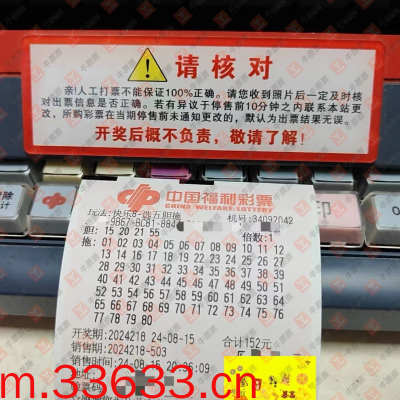 请核对
亲!人工打票不能保证100%正确。请您收到照片后一定及时核
对出票信息是否正确。若有异议于停售前10分钟之内联系本站更
改,所购彩票在当期停售前未通知更改的,默认为出票结果无误。
开奖后概不负责,敬请了解!
中国福利彩票
CHINA WELFARE LOTTERY
玩法:快乐8-选五胆拖 机号:34092042
倍数:1
胆: 15 20 21 55
拖: 01 02 03 04 05 06 07 08 09 10 11 12
13 14 16 17 18 19 22 23 24 25 26 27
28 29 30 31 32 33 34 35 36 37 38 39
40 41 42 43 44 45 46 47 48 49 50 51
52 53 54 56 57 58 59 60 61 62 63 64
65 66 67 68 69 70 71 72 73 74 75 76
77 78 79 80
开奖期:2024218 24-08-15 合计152元
销售期:2024218-503
m.33633.cn